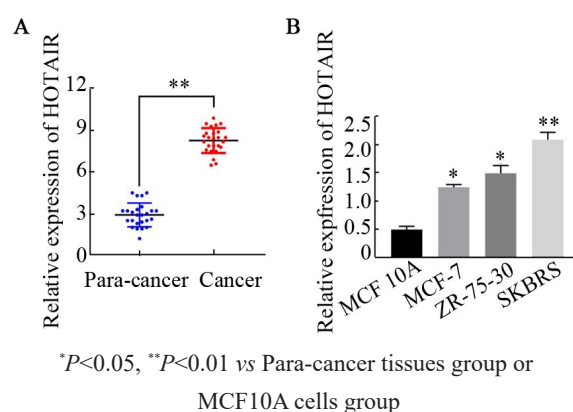 A
Relative expression of HOTAIR
**
12
9
6
3
0
Para-cancer Cancer
B
Relative expfression of HOTAIR
2.5
2.0
1.5
1.0
0.5
0
*
*
**
MCF 10A
MCF-7
ZR-75-30
SKBRS
*P<0.05, **P<0.01 vs Para-cancer tissues group or
MCF10A cells group